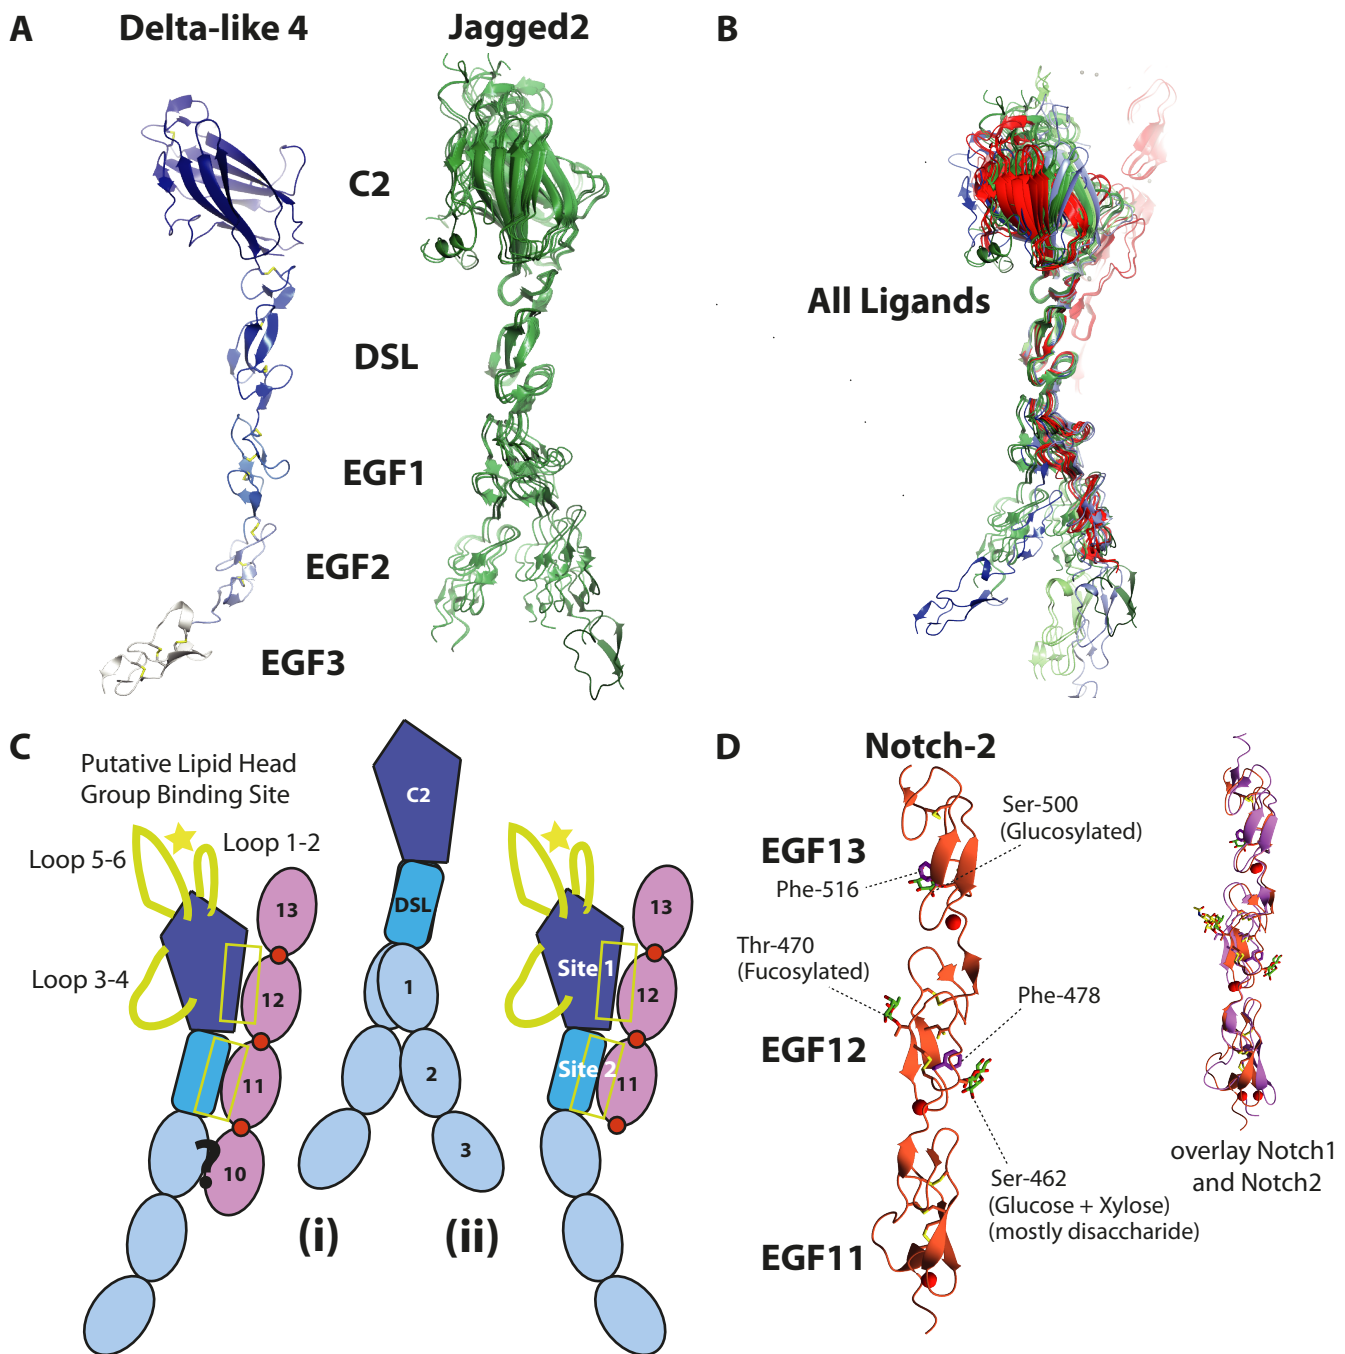 A
Delta-like 4
Jagged2
C2
DSL
EGF1
EGF2
EGF3
B
All Ligands
C
Putative Lipid Head
Group Binding Site
Loop 5-6
Loop 1-2
Loop 3-4
13
12
11
?
10
C2
DSL
1
2
3
(i)
(ii)
Site 1
Site 2
13
12
11
D
Notch-2
EGF13
Ser-500
(Glucosylated)
Phe-516
Thr-470
(Fucosylated)
Phe-478
EGF12
Ser-462
(Glucose + Xylose)
(mostly disaccharide)
EGF11
overlay Notch1
and Notch2